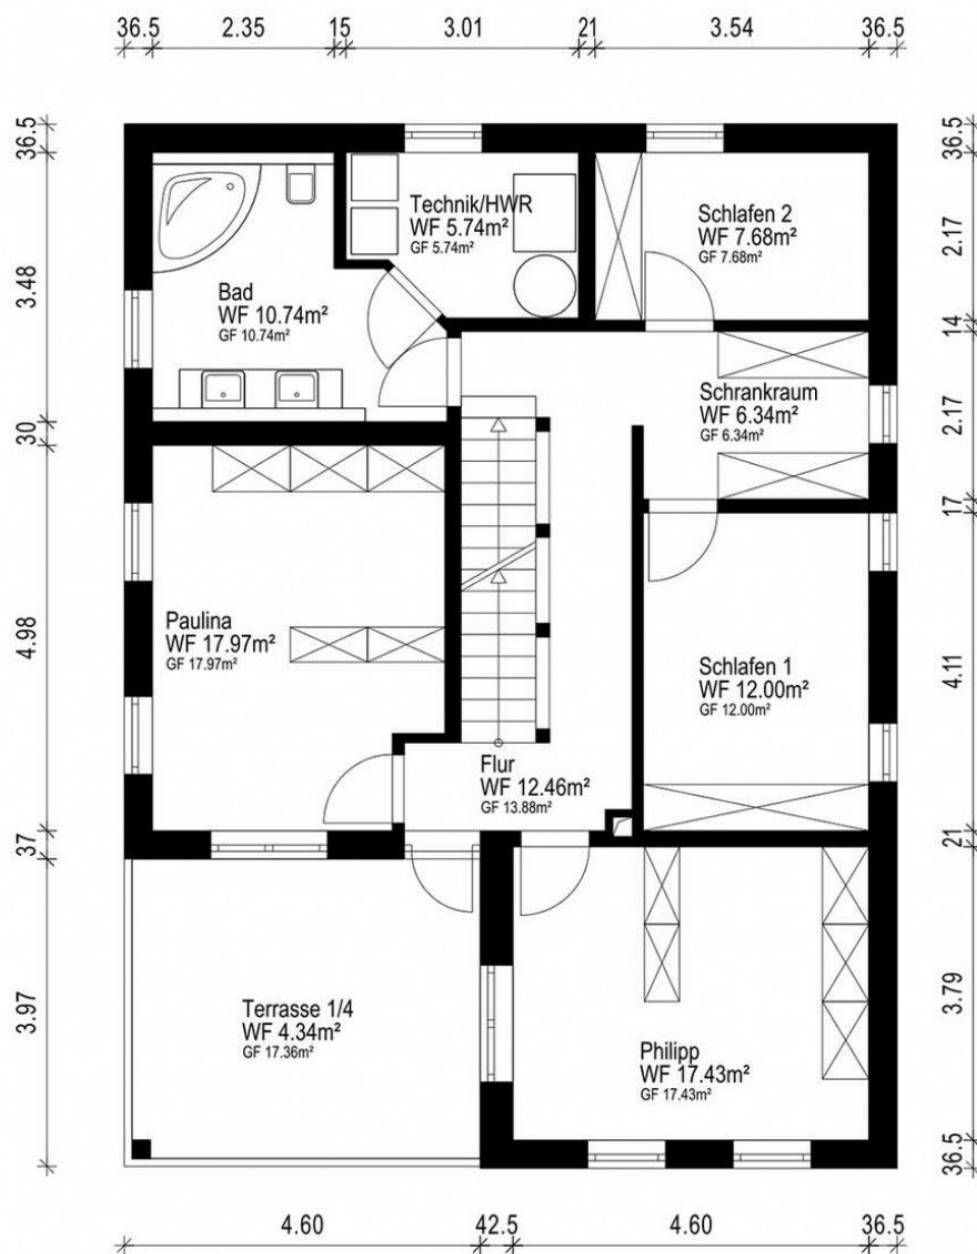 36.5 2.35 15 3.01 21 3.54 36.5
36.5
3.48
30
4.98
37
3.97
Bad
WF 10.74m²
GF 10.74m²
Technik/HWR
WF 5.74m²
GF 5.74m²
Schlafen 2
WF 7.68m²
GF 7.68m²
Schrankraum
WF 6.34m²
GF 6.34m²
Paulina
WF 17.97m²
GF 17.97m²
Schlafen 1
WF 12.00m²
GF 12.00m²
Flur
WF 12.46m²
GF 13.88m²
Terrasse 1/4
WF 4.34m²
GF 17.36m²
Philipp
WF 17.43m²
GF 17.43m²
36.5
2.17
14
2.17
17
4.11
21
3.79
36.5
4.60 42.5 4.60 36.5